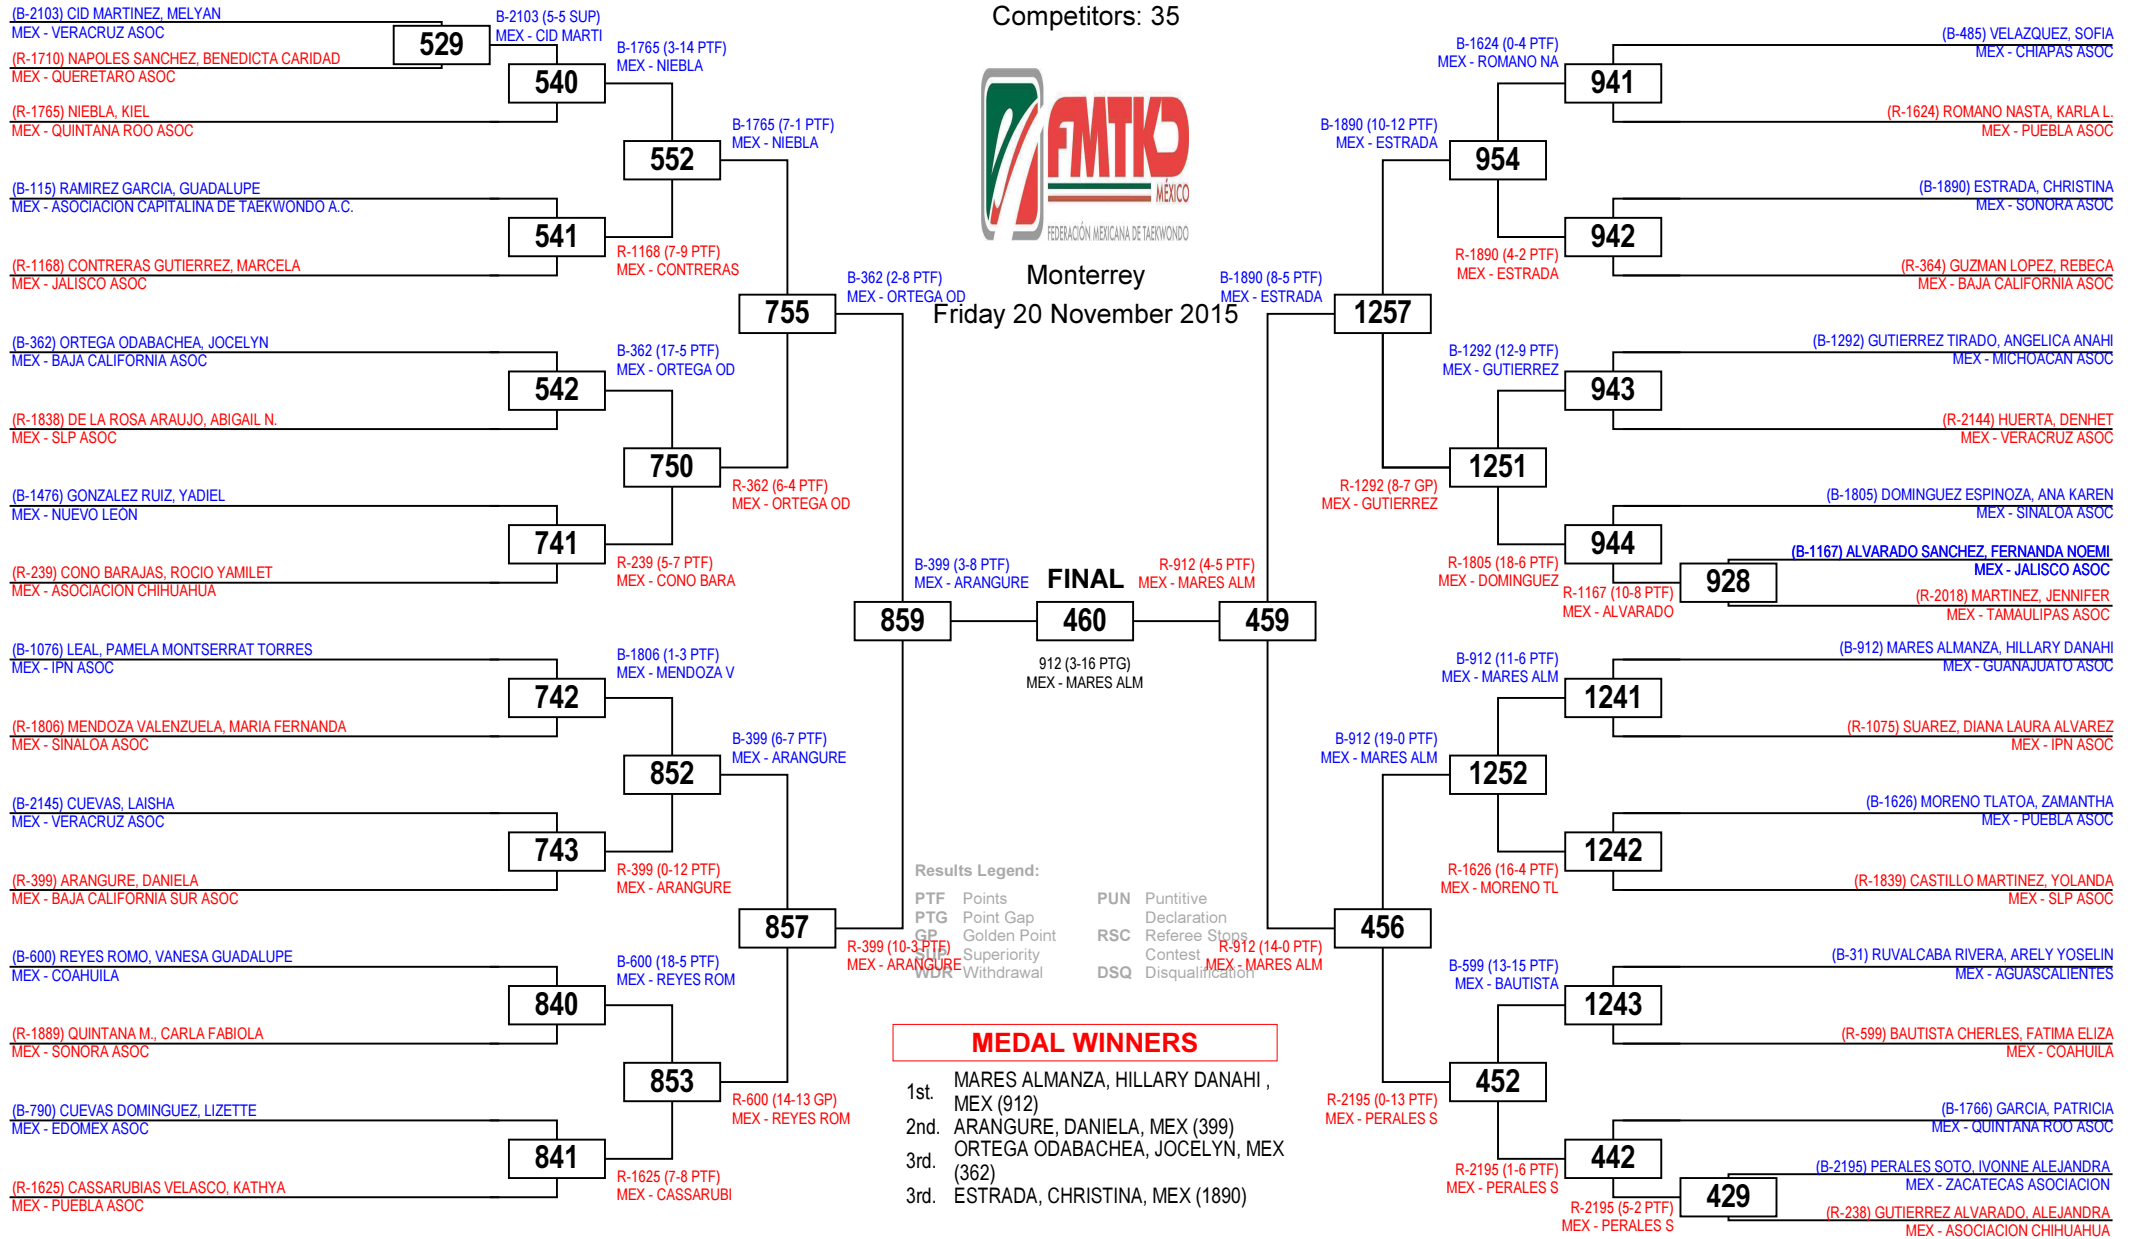 Competitors: 35
FMTKD
MÉXICO
FEDERACIÓN MEXICANA DE TAEKWONDO
Monterrey
Friday 20 November 2015
(B-2103) CID MARTINEZ, MELYAN
MEX - VERACRUZ ASOC
(R-1710) NAPOLES SANCHEZ, BENEDICTA CARIDAD
MEX - QUERETARO ASOC
(R-1765) NIEBLA, KIEL
MEX - QUINTANA ROO ASOC
(B-115) RAMIREZ GARCIA, GUADALUPE
MEX - ASOCIACION CAPITALINA DE TAEKWONDO A.C.
(R-1168) CONTRERAS GUTIERREZ, MARCELA
MEX - JALISCO ASOC
(B-362) ORTEGA ODABACHEA, JOCELYN
MEX - BAJA CALIFORNIA ASOC
(R-1838) DE LA ROSA ARAUJO, ABIGAIL N.
MEX - SLP ASOC
(B-1476) GONZALEZ RUIZ, YADIEL
MEX - NUEVO LEÓN
(R-239) CONO BARAJAS, ROCIO YAMILET
MEX - ASOCIACION CHIHUAHUA
(B-1076) LEAL, PAMELA MONTSERRAT TORRES
MEX - IPN ASOC
(R-1806) MENDOZA VALENZUELA, MARIA FERNANDA
MEX - SINALOA ASOC
(B-2145) CUEVAS, LAISHA
MEX - VERACRUZ ASOC
(R-399) ARANGURE, DANIELA
MEX - BAJA CALIFORNIA SUR ASOC
(B-600) REYES ROMO, VANESA GUADALUPE
MEX - COAHUILA
(R-1889) QUINTANA M., CARLA FABIOLA
MEX - SONORA ASOC
(B-790) CUEVAS DOMINGUEZ, LIZETTE
MEX - EDOMEX ASOC
(R-1625) CASSARUBIAS VELASCO, KATHYA
MEX - PUEBLA ASOC
529
B-2103 (5-5 SUP)
MEX - CID MARTI
540
B-1765 (3-14 PTF)
MEX - NIEBLA
541
R-1168 (7-9 PTF)
MEX - CONTRERAS
542
B-362 (17-5 PTF)
MEX - ORTEGA OD
741
R-239 (5-7 PTF)
MEX - CONO BARA
742
B-1806 (1-3 PTF)
MEX - MENDOZA V
743
R-399 (0-12 PTF)
MEX - ARANGURE
840
B-600 (18-5 PTF)
MEX - REYES ROM
841
R-1625 (7-8 PTF)
MEX - CASSARUBI
552
B-1765 (7-1 PTF)
MEX - NIEBLA
750
R-362 (6-4 PTF)
MEX - ORTEGA OD
852
B-399 (6-7 PTF)
MEX - ARANGURE
853
R-600 (14-13 GP)
MEX - REYES ROM
755
B-362 (2-8 PTF)
MEX - ORTEGA OD
857
R-399 (10-3 PTF)
MEX - ARANGURE
859
B-399 (3-8 PTF)
MEX - ARANGURE
FINAL
460
912 (3-16 PTG)
MEX - MARES ALM
R-912 (4-5 PTF)
MEX - MARES ALM
459
B-1890 (8-5 PTF)
MEX - ESTRADA
1257
R-912 (14-0 PTF)
MEX - MARES ALM
456
B-1890 (10-12 PTF)
MEX - ESTRADA
954
R-1292 (8-7 GP)
MEX - GUTIERREZ
1251
B-912 (19-0 PTF)
MEX - MARES ALM
1252
R-2195 (0-13 PTF)
MEX - PERALES S
452
B-1624 (0-4 PTF)
MEX - ROMANO NA
941
R-1890 (4-2 PTF)
MEX - ESTRADA
942
B-1292 (12-9 PTF)
MEX - GUTIERREZ
943
R-1805 (18-6 PTF)
MEX - DOMINGUEZ
944
R-1167 (10-8 PTF)
MEX - ALVARADO
928
B-912 (11-6 PTF)
MEX - MARES ALM
1241
R-1626 (16-4 PTF)
MEX - MORENO TL
1242
B-599 (13-15 PTF)
MEX - BAUTISTA
1243
R-2195 (1-6 PTF)
MEX - PERALES S
442
R-2195 (5-2 PTF)
MEX - PERALES S
429
(B-485) VELAZQUEZ, SOFIA
MEX - CHIAPAS ASOC
(R-1624) ROMANO NASTA, KARLA L.
MEX - PUEBLA ASOC
(B-1890) ESTRADA, CHRISTINA
MEX - SONORA ASOC
(R-364) GUZMAN LOPEZ, REBECA
MEX - BAJA CALIFORNIA ASOC
(B-1292) GUTIERREZ TIRADO, ANGELICA ANAHI
MEX - MICHOACAN ASOC
(R-2144) HUERTA, DENHET
MEX - VERACRUZ ASOC
(B-1805) DOMINGUEZ ESPINOZA, ANA KAREN
MEX - SINALOA ASOC
(B-1167) ALVARADO SANCHEZ, FERNANDA NOEMI
MEX - JALISCO ASOC
(R-2018) MARTINEZ, JENNIFER
MEX - TAMAULIPAS ASOC
(B-912) MARES ALMANZA, HILLARY DANAHI
MEX - GUANAJUATO ASOC
(R-1075) SUAREZ, DIANA LAURA ALVAREZ
MEX - IPN ASOC
(B-1626) MORENO TLATOA, ZAMANTHA
MEX - PUEBLA ASOC
(R-1839) CASTILLO MARTINEZ, YOLANDA
MEX - SLP ASOC
(B-31) RUVALCABA RIVERA, ARELY YOSELIN
MEX - AGUASCALIENTES
(R-599) BAUTISTA CHERLES, FATIMA ELIZA
MEX - COAHUILA
(B-1766) GARCIA, PATRICIA
MEX - QUINTANA ROO ASOC
(B-2195) PERALES SOTO, IVONNE ALEJANDRA
MEX - ZACATECAS ASOCIACION
(R-238) GUTIERREZ ALVARADO, ALEJANDRA
MEX - ASOCIACION CHIHUAHUA
Results Legend:
PTF Points
PTG Point Gap
GP Golden Point
SUP Superiority
WDR Withdrawal
PUN Puntitive
Declaration
RSC Referee Stops
Contest
DSQ Disqualification
MEDAL WINNERS
1st. MARES ALMANZA, HILLARY DANAHI ,
MEX (912)
2nd. ARANGURE, DANIELA, MEX (399)
3rd. ORTEGA ODABACHEA, JOCELYN, MEX
(362)
3rd. ESTRADA, CHRISTINA, MEX (1890)